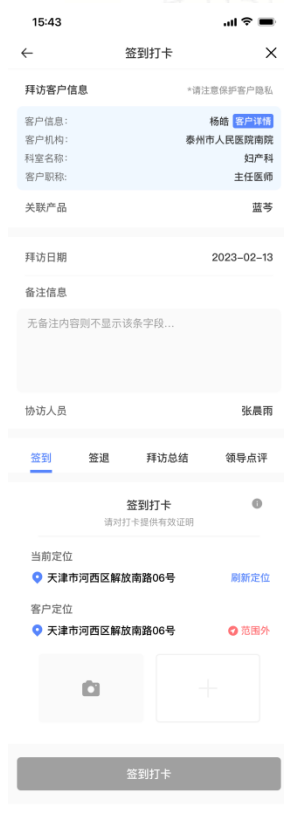 15:43
签到打卡
拜访客户信息 *请注意保护客户隐私
客户信息: 杨皓 客户详情
客户机构: 泰州市人民医院南院
科室名称: 妇产科
客户职称: 主任医师
关联产品 蓝芩
拜访日期 2023-02-13
备注信息
无备注内容则不显示该条字段...
协访人员 张晨雨
签到 签退 拜访总结 领导点评
签到打卡
请对打卡提供有效证明
当前定位
天津市河西区解放南路06号 刷新定位
客户定位
天津市河西区解放南路06号 范围外
签到打卡